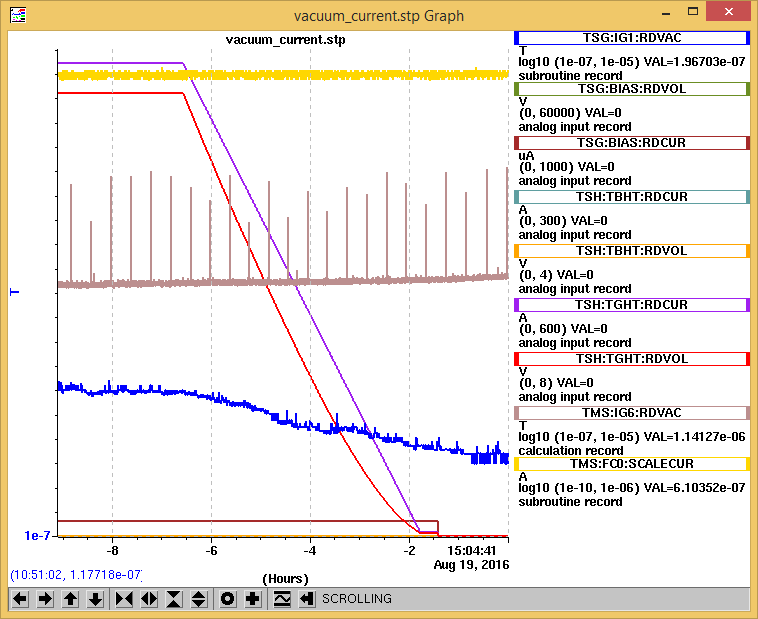 vacuum_current.stp Graph
vacuum_current.stp
T
1e-7
-8
-6
-4
-2
15:04:41
Aug 19, 2016
(Hours)
(10:51:02, 1.17718e-07)
TSG:IG1:RDVAC
T
log10 (1e-07, 1e-05) VAL=1.96703e-07
subroutine record
TSG:BIAS:RDVOL
V
(0, 60000) VAL=0
analog input record
TSG:BIAS:RDCUR
uA
(0, 1000) VAL=0
analog input record
TSH:TBHT:RDCUR
A
(0, 300) VAL=0
analog input record
TSH:TBHT:RDVOL
V
(0, 4) VAL=0
analog input record
TSH:TGHT:RDCUR
A
(0, 600) VAL=0
analog input record
TSH:TGHT:RDVOL
V
(0, 8) VAL=0
analog input record
TMS:IG6:RDVAC
T
log10 (1e-07, 1e-05) VAL=1.14127e-06
calculation record
TMS:FC0:SCALECUR
A
log10 (1e-10, 1e-06) VAL=6.10352e-07
subroutine record
SCROLLING